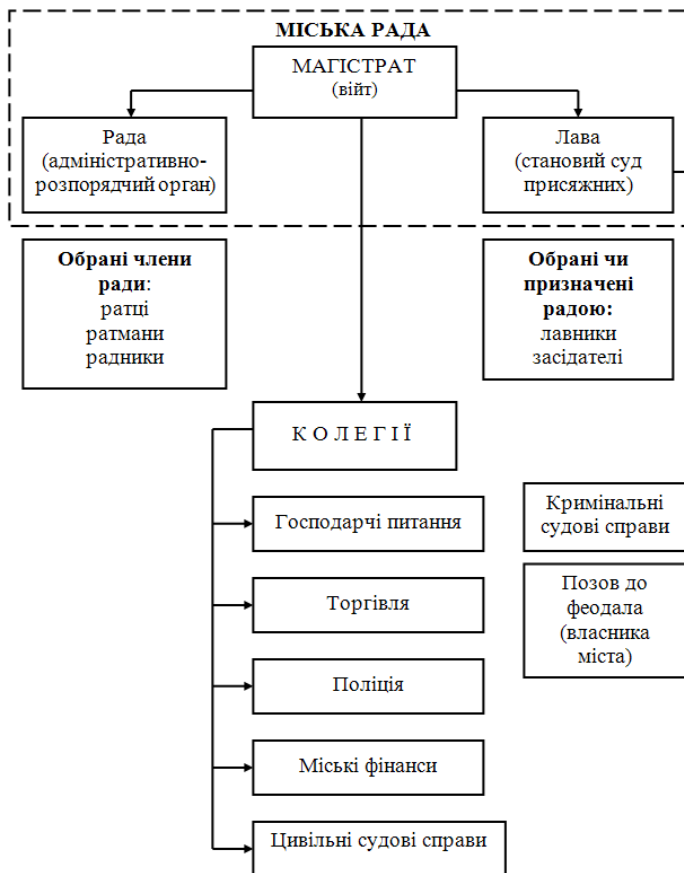 МІСЬКА РАДА
МАГІСТРАТ
(війт)
Рада
(адміністративно-
розпорядчий орган)
Лава
(становий суд
присяжних)
Обрані члени
ради:
ратці
ратмани
радники
Обрані чи
призначені
радою:
лавники
засідателі
К О Л Е Г І Ї
Господарчі питання
Кримінальні
судові справи
Торгівля
Позов до
феодала
(власника
міста)
Поліція
Міські фінанси
Цивільні судові справи